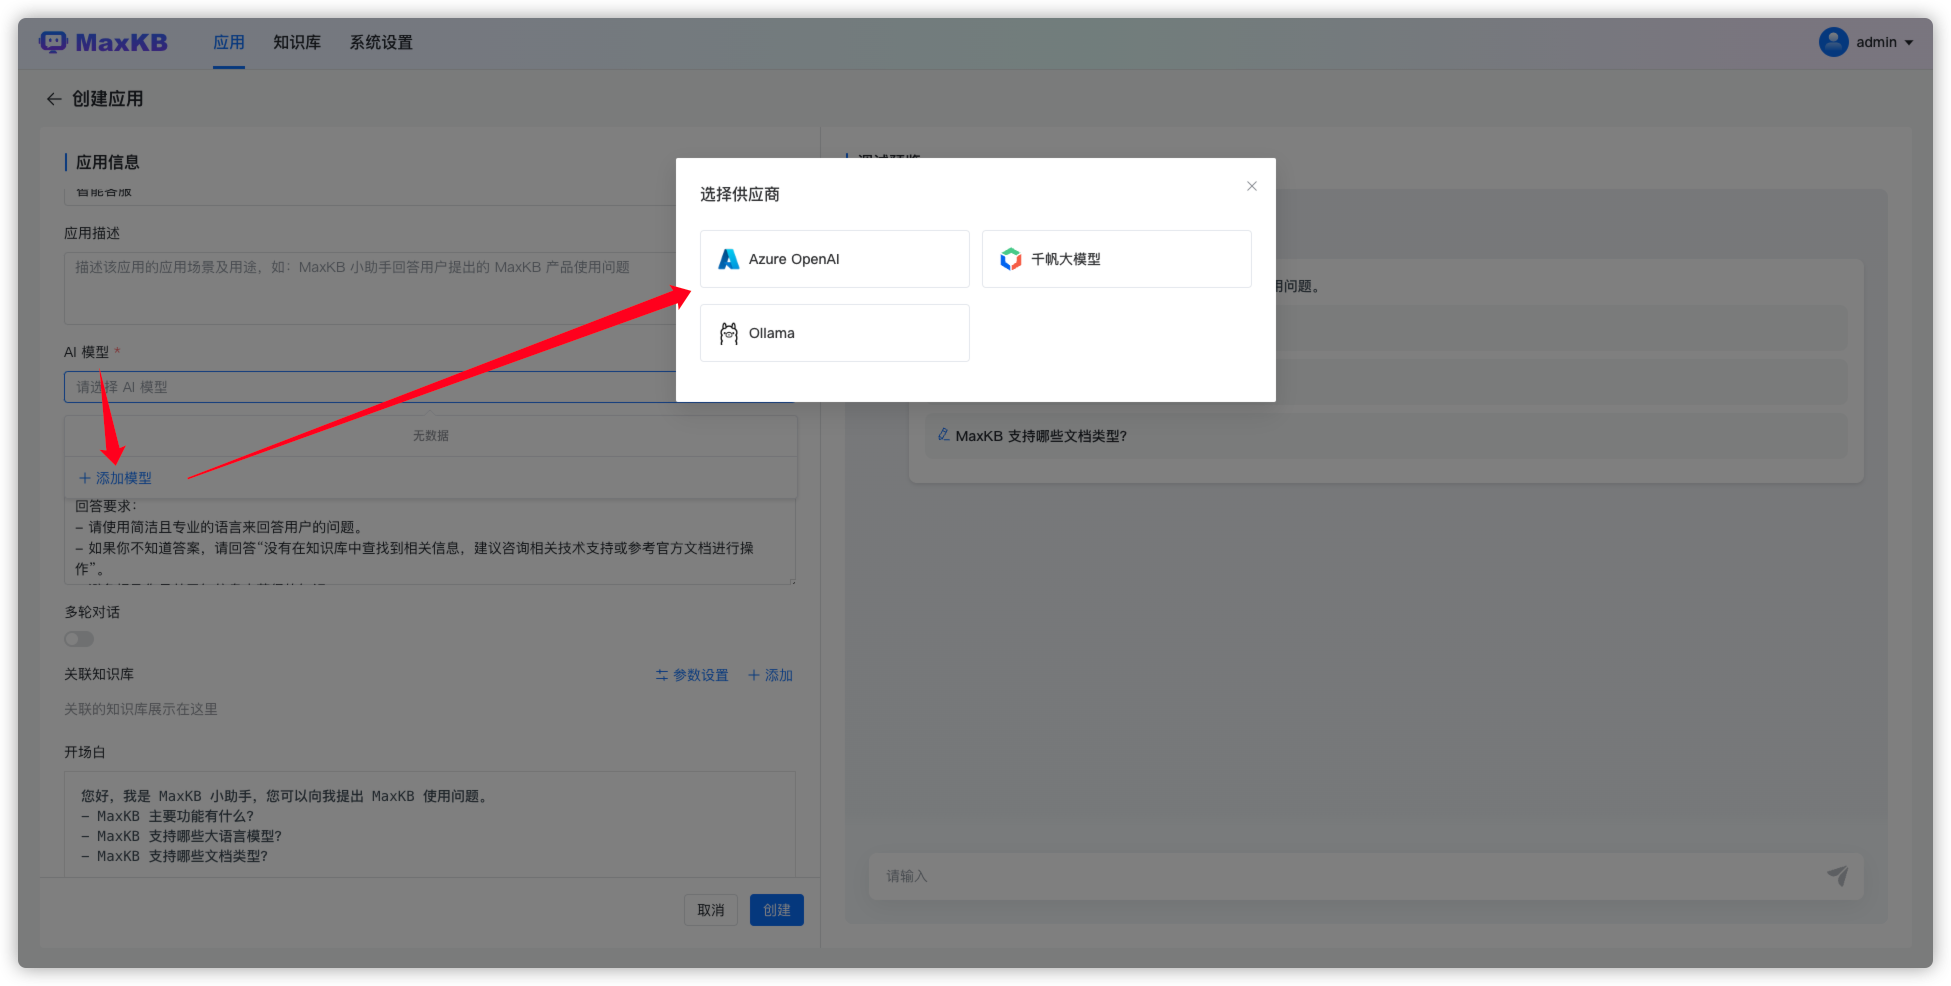 MaxKB
应用
知识库
系统设置
admin
创建应用
应用信息
智能客服
应用描述
描述该应用的应用场景及用途，如：MaxKB 小助手回答用户提出的 MaxKB 产品使用问题
AI 模型 *
请选择 AI 模型
无数据
添加模型
回答要求：
- 请使用简洁且专业的语言来回答用户的问题。
- 如果你不知道答案，请回答“没有在知识库中查找到相关信息，建议咨询相关技术支持或参考官方文档进行操
作”。
多轮对话
关联知识库
参数设置
添加
关联的知识库展示在这里
开场白
您好，我是 MaxKB 小助手，您可以向我提出 MaxKB 使用问题。
- MaxKB 主要功能有什么？
- MaxKB 支持哪些大语言模型？
- MaxKB 支持哪些文档类型？
取消
创建
选择供应商
Azure OpenAI
千帆大模型
Ollama
用问题。
MaxKB 支持哪些文档类型？
请输入